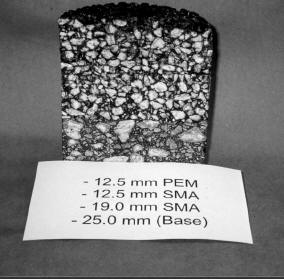 - 12.5 mm PEM
- 12.5 mm SMA
- 19.0 mm SMA
- 25.0 mm (Base)